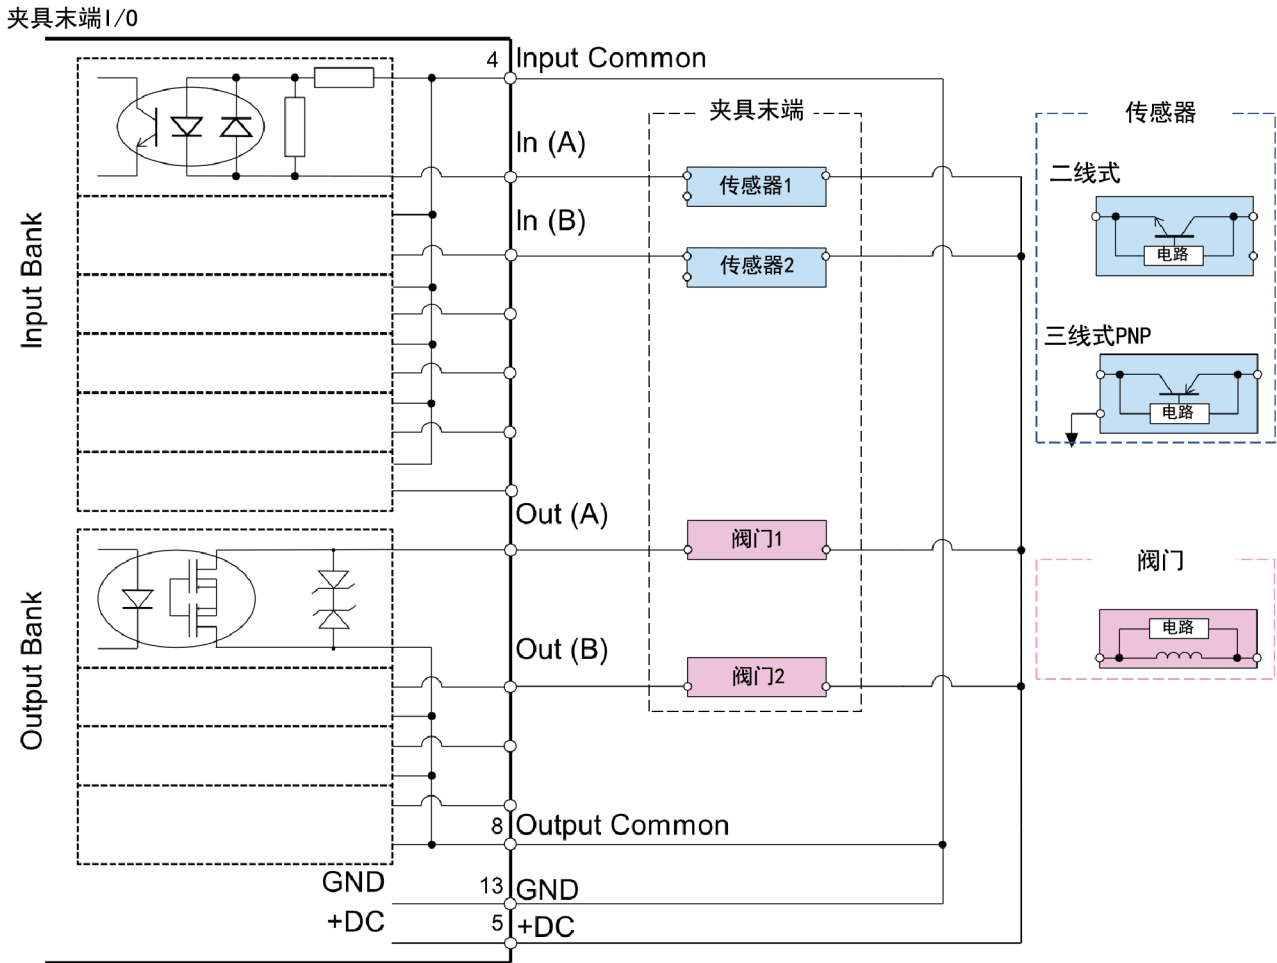 夹具末端I/O
4 Input Common
夹具末端
传感器
In (A)
二线式
传感器1
In (B)
电路
传感器2
Input Bank
三线式PNP
电路
Out (A)
阀门1
阀门
Output Bank
电路
Out (B)
阀门2
8 Output Common
GND 13 GND
+DC 5 +DC